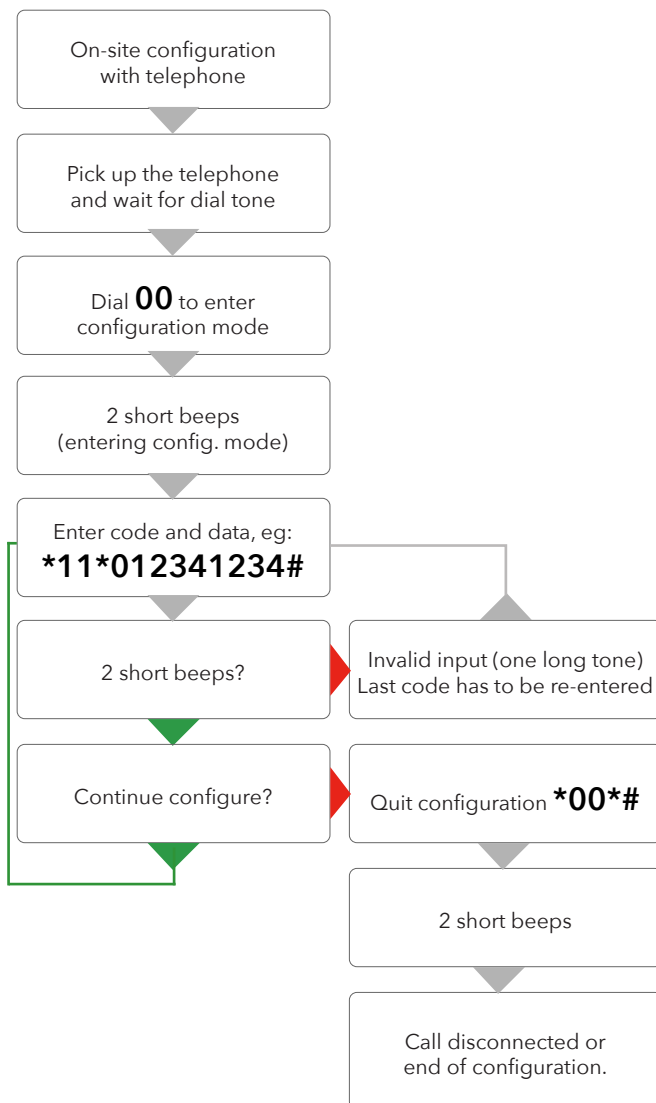 On-site configuration
with telephone
Pick up the telephone
and wait for dial tone
Dial 00 to enter
configuration mode
2 short beeps
(entering config. mode)
Enter code and data, eg:
*11*012341234#
2 short beeps?
Invalid input (one long tone)
Last code has to be re-entered
Continue configure?
Quit configuration *00*#
2 short beeps
Call disconnected or
end of configuration.